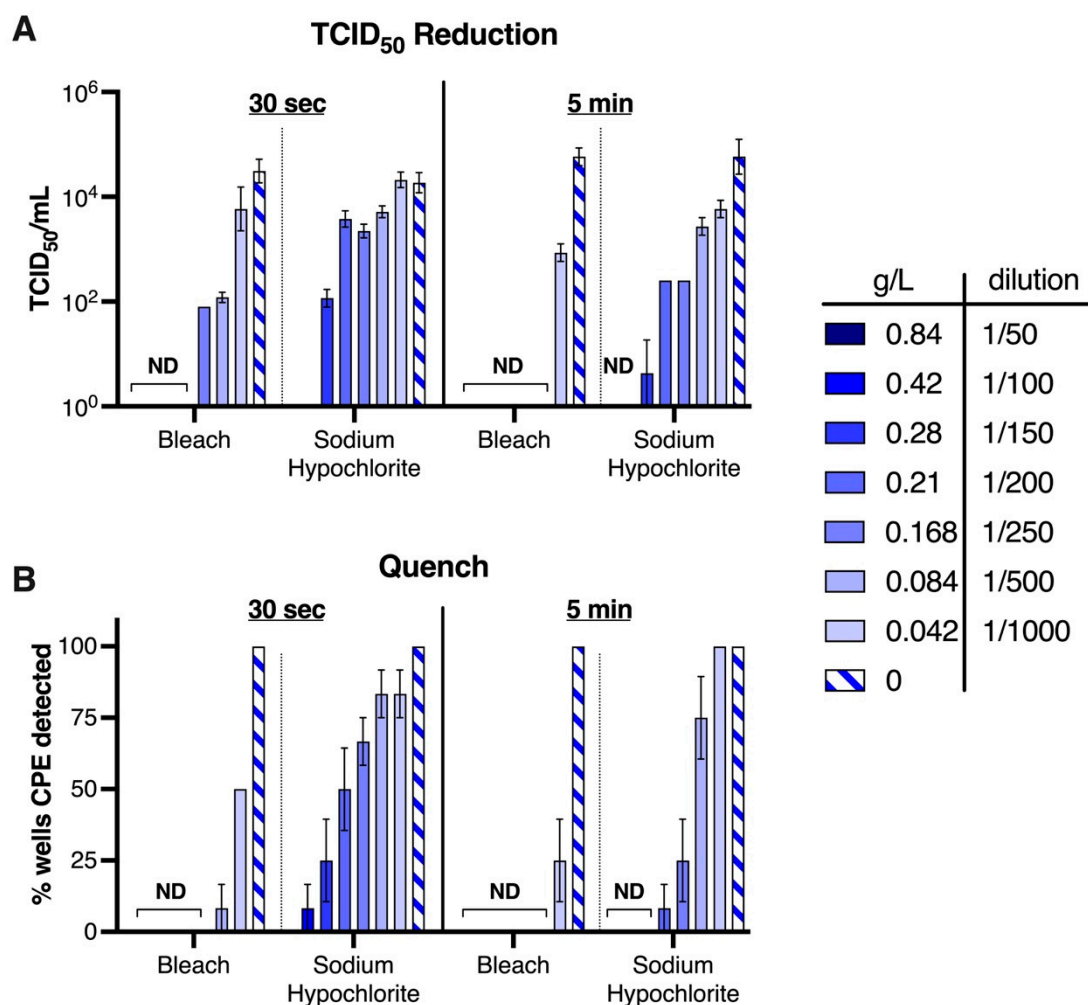 A
TCID50 Reduction
30 sec
5 min
10^6
10^4
10^2
10^0
TCID50/mL
ND
ND
ND
Bleach
Sodium
Hypochlorite
Bleach
Sodium
Hypochlorite
g/L dilution
0.84 1/50
0.42 1/100
0.28 1/150
0.21 1/200
0.168 1/250
0.084 1/500
0.042 1/1000
0
B
Quench
30 sec
5 min
100
75
50
25
0
% wells CPE detected
ND
ND
ND
Bleach
Sodium
Hypochlorite
Bleach
Sodium
Hypochlorite